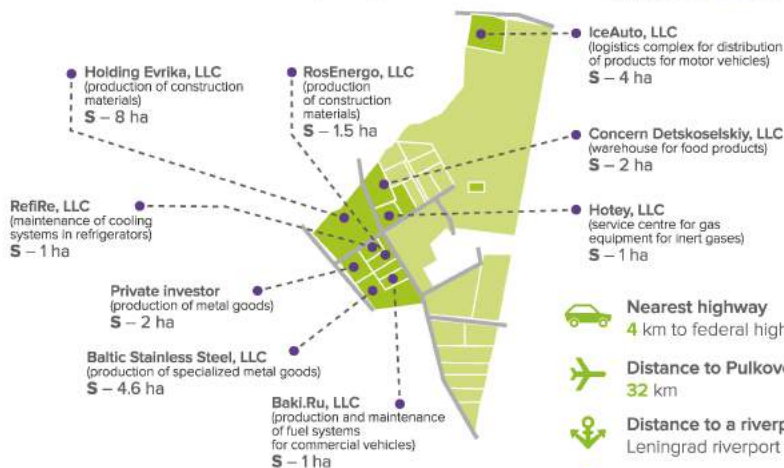 IceAuto, LLC
(logistics complex for distribution
of products for motor vehicles)
S – 4 ha
Holding Evrika, LLC
(production of construction
materials)
S – 8 ha
RosEnergo, LLC
(production
of construction
materials)
S – 1.5 ha
Concern Detskoselskiy, LLC
(warehouse for food products)
S – 2 ha
RefiRe, LLC
(maintenance of cooling
systems in refrigerators)
S – 1 ha
Hotey, LLC
(service centre for gas
equipment for inert gases)
S – 1 ha
Private investor
(production of metal goods)
S – 2 ha
Baltic Stainless Steel, LLC
(production of specialized metal goods)
S – 4.6 ha
Baki.Ru, LLC
(production and maintenance
of fuel systems
for commercial vehicles)
S – 1 ha
Nearest highway
4 km to federal high
Distance to Pulkov
32 km
Distance to a riverp
Leningrad riverport